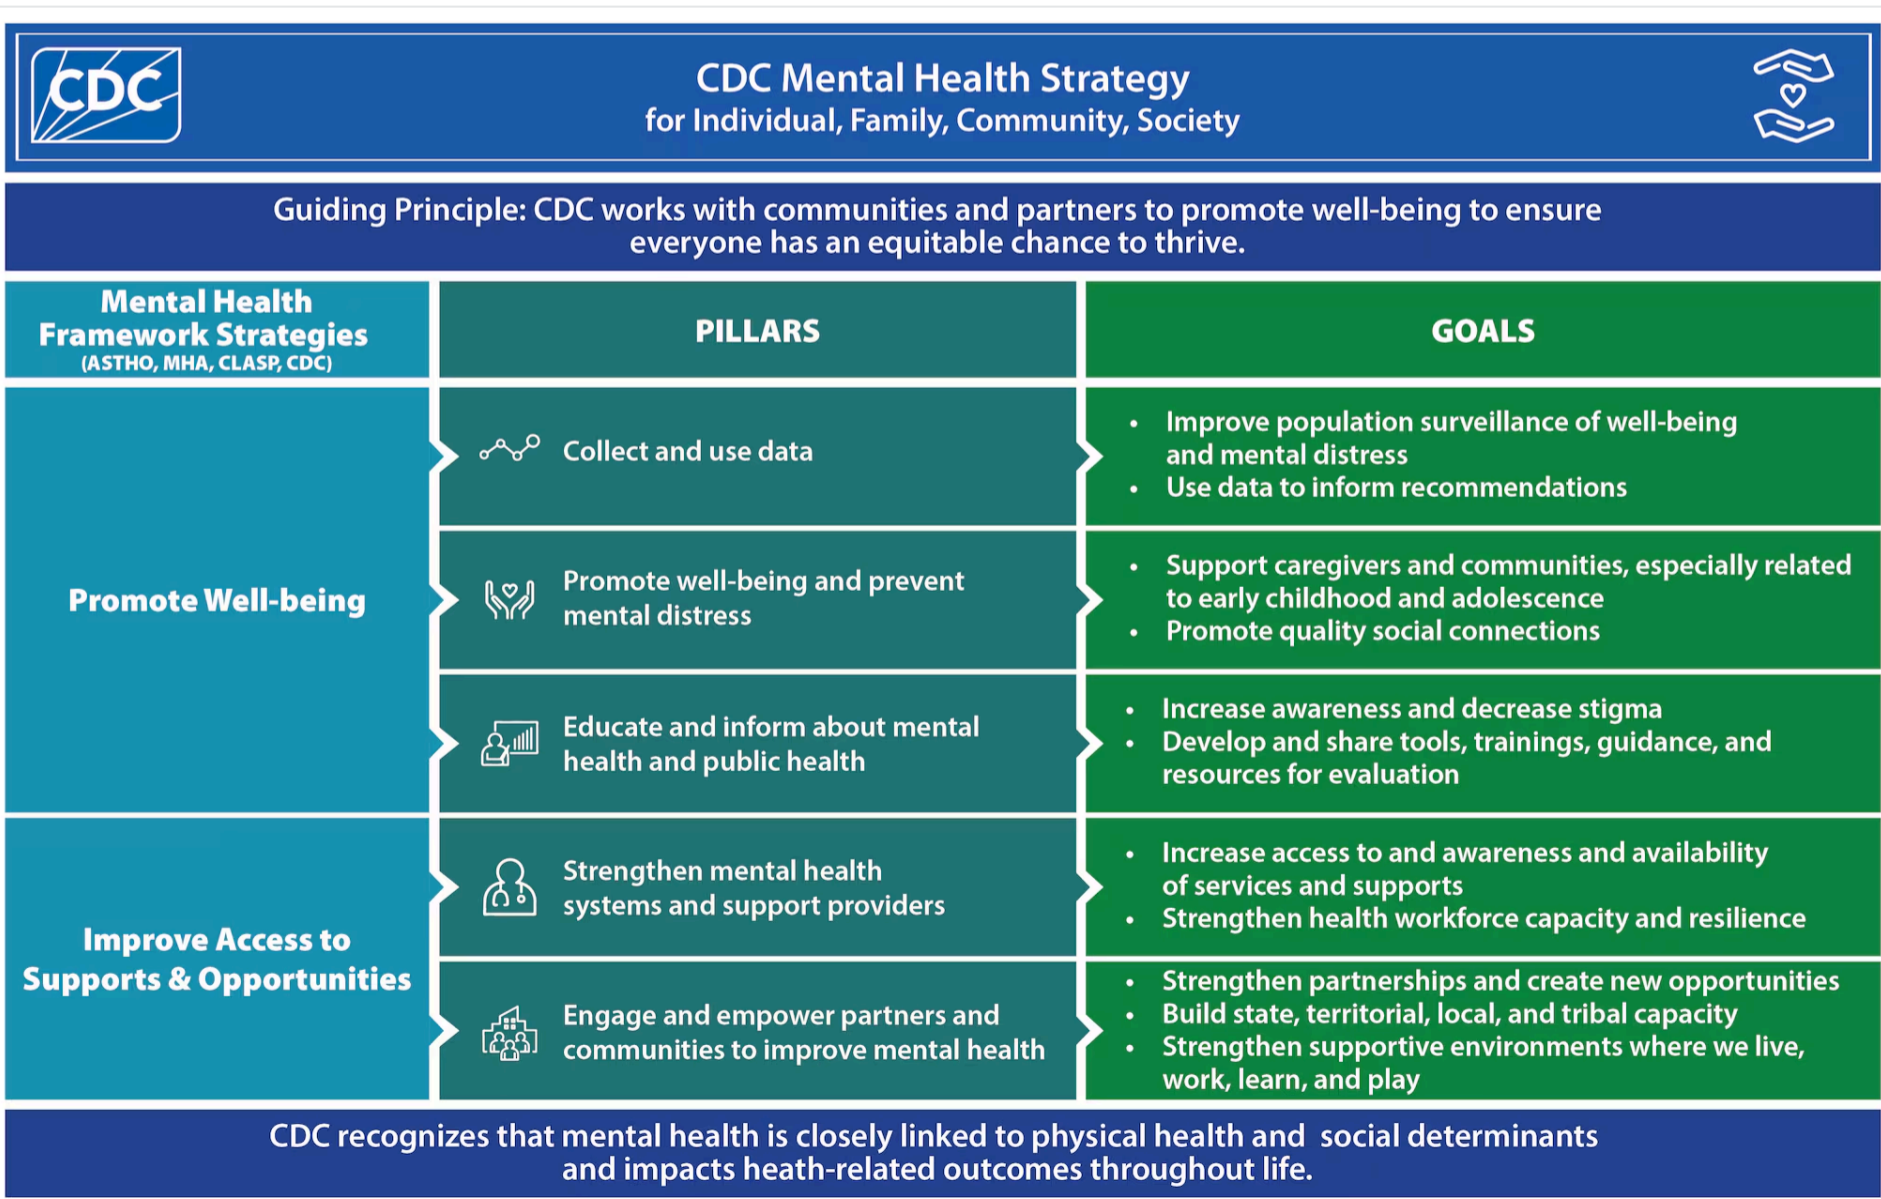 CDC
CDC Mental Health Strategy
for Individual, Family, Community, Society
Guiding Principle: CDC works with communities and partners to promote well-being to ensure
everyone has an equitable chance to thrive.
Mental Health
Framework Strategies
(ASTHO, MHA, CLASP, CDC)
PILLARS
GOALS
Promote Well-being
Collect and use data
• Improve population surveillance of well-being
and mental distress
• Use data to inform recommendations
Promote well-being and prevent
mental distress
• Support caregivers and communities, especially related
to early childhood and adolescence
• Promote quality social connections
Educate and inform about mental
health and public health
• Increase awareness and decrease stigma
• Develop and share tools, trainings, guidance, and
resources for evaluation
Improve Access to
Supports & Opportunities
Strengthen mental health
systems and support providers
• Increase access to and awareness and availability
of services and supports
• Strengthen health workforce capacity and resilience
Engage and empower partners and
communities to improve mental health
• Strengthen partnerships and create new opportunities
• Build state, territorial, local, and tribal capacity
• Strengthen supportive environments where we live,
work, learn, and play
CDC recognizes that mental health is closely linked to physical health and social determinants
and impacts heath-related outcomes throughout life.